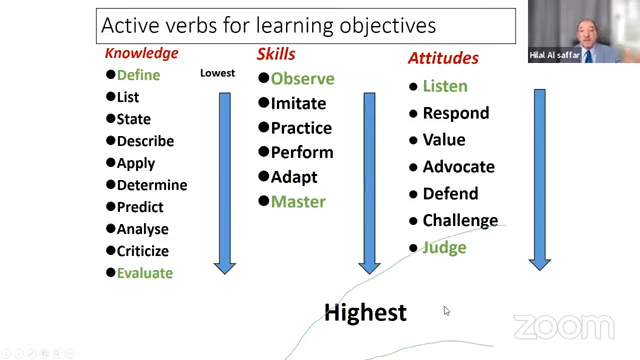 Active verbs for learning objectives
Hilal Al saffar
Knowledge
Define
List
State
Describe
Apply
Determine
Predict
Analyse
Criticize
Evaluate
Lowest
Skills
Observe
Imitate
Practice
Perform
Adapt
Master
Attitudes
Listen
Respond
Value
Advocate
Defend
Challenge
Judge
Highest
zoom